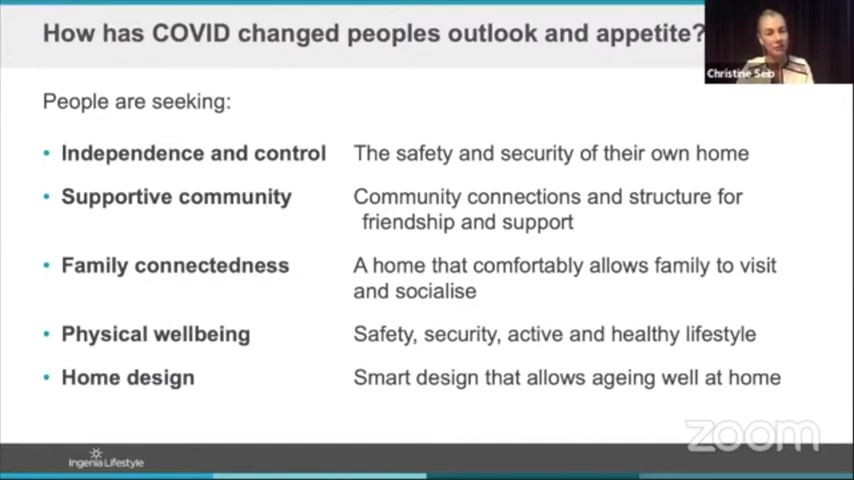 How has COVID changed peoples outlook and appetite?
Christine Seib
People are seeking:
• Independence and control The safety and security of their own home
• Supportive community Community connections and structure for
friendship and support
• Family connectedness A home that comfortably allows family to visit
and socialise
• Physical wellbeing Safety, security, active and healthy lifestyle
• Home design Smart design that allows ageing well at home
zoom
Ingenia Lifestyle